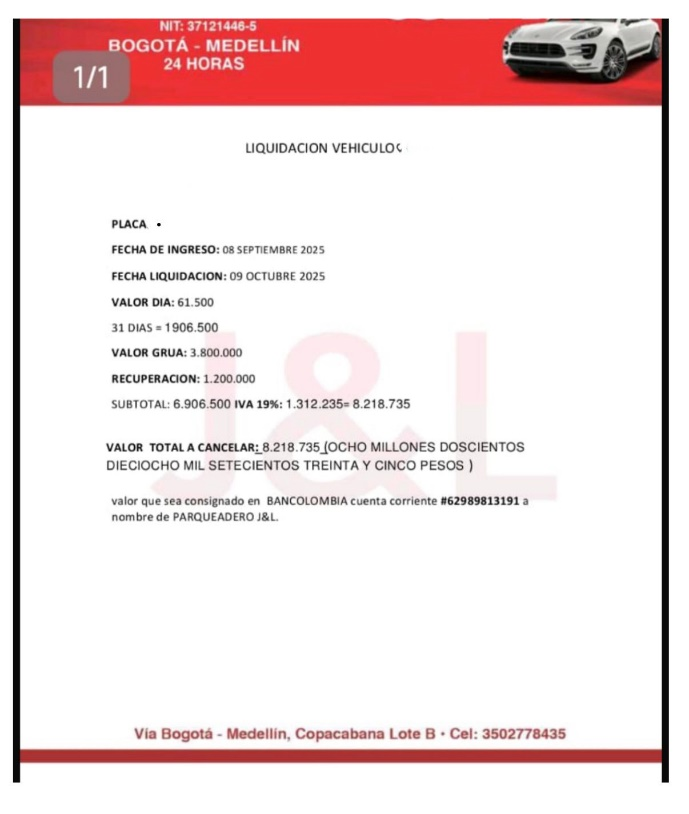 NIT: 37121446-5
BOGOTÁ - MEDELLÍN
24 HORAS
1/1
LIQUIDACION VEHICULO
PLACA
FECHA DE INGRESO: 08 SEPTIEMBRE 2025
FECHA LIQUIDACION: 09 OCTUBRE 2025
VALOR DIA: 61.500
31 DIAS = 1906.500
VALOR GRUA: 3.800.000
RECUPERACION: 1.200.000
SUBTOTAL: 6.906.500 IVA 19%: 1.312.235= 8.218.735
VALOR TOTAL A CANCELAR: 8.218.735 (OCHO MILLONES DOSCIENTOS
DIECIOCHO MIL SETECIENTOS TREINTA Y CINCO PESOS )
valor que sea consignado en BANCOLOMBIA cuenta corriente #62989813191 a
nombre de PARQUEADERO J&L.
J&L
Vía Bogotá - Medellín, Copacabana Lote B • Cel: 3502778435